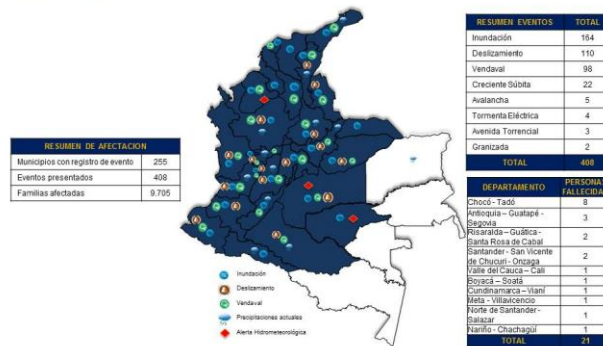 RESUMEN EVENTOS TOTAL
Inundación 164
Deslizamiento 110
Vendaval 98
Creciente Súbita 22
Avalancha 5
Tormenta Eléctrica 4
Avenida Torrencial 3
Granizada 2
TOTAL 408
RESUMEN DE AFECTACION
Municipios con registro de evento 255
Eventos presentados 408
Familias afectadas 9.705
DEPARTAMENTO PERSONAS
FALLECIDA
Chocó - Tadó 8
Antioquia – Guatapé -
Segovia 3
Risaralda – Guática -
Santa Rosa de Cabal 2
Santander - San Vicente
de Chucurí - Onzaga 2
Valle del Cauca – Cali 1
Boyacá – Soatá 1
Cundinamarca – Vianí 1
Meta - Villavicencio 1
Norte de Santander -
Salazar 1
Nariño - Chachagüí 1
TOTAL 21
Inundación
Deslizamiento
Vendaval
Precipitaciones actuales
Alerta Hidrometeorológica